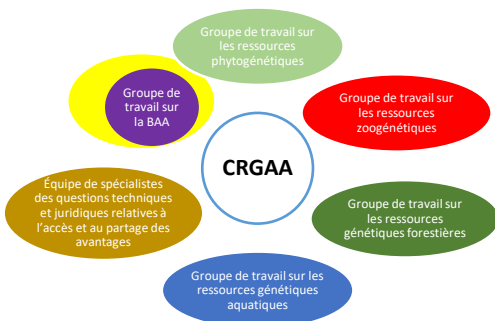 Groupe de travail sur
les ressources
phytogénétiques
Groupe de
travail sur
la BAA
Groupe de travail sur
les ressources
zoogénétiques
CRGAA
Équipe de spécialistes
des questions techniques
et juridiques relatives à
l'accès et au partage des
avantages
Groupe de travail sur
les ressources
génétiques forestières
Groupe de travail sur les
ressources génétiques
aquatiques